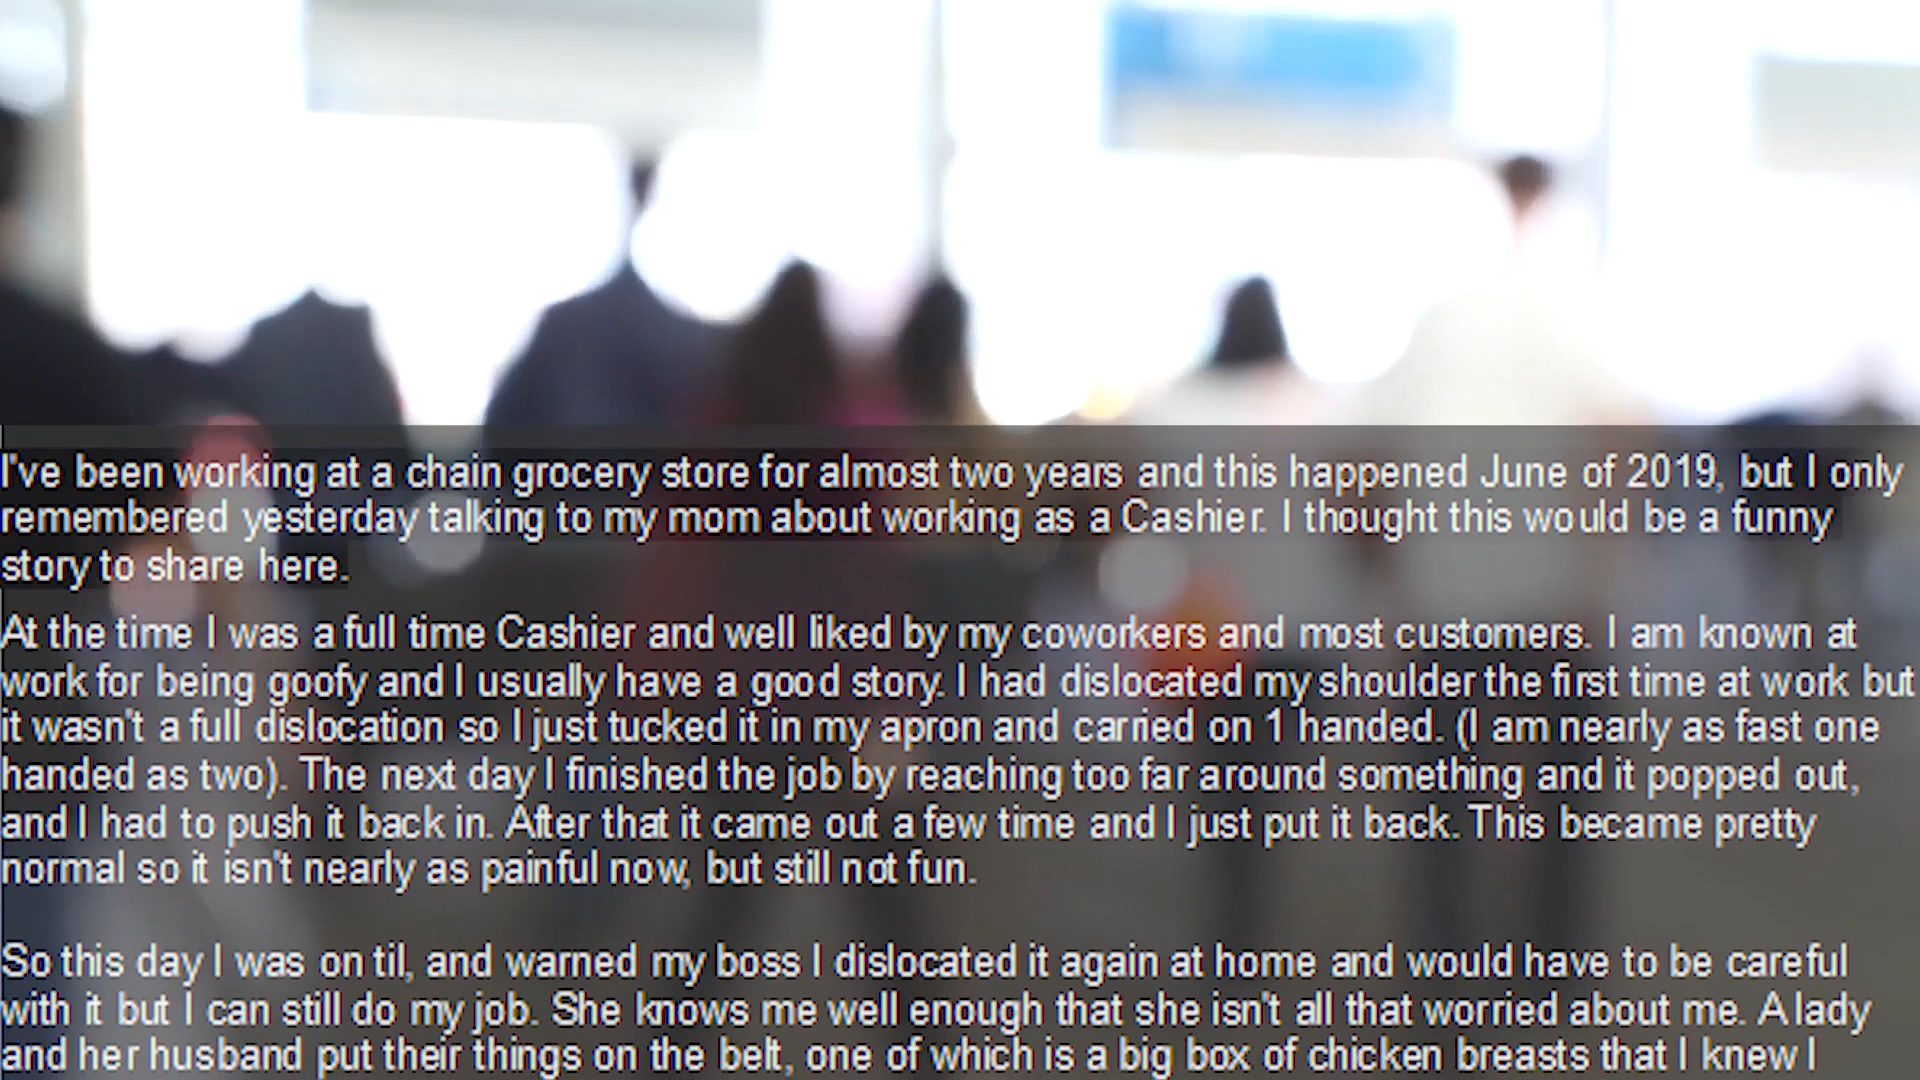 I've been working at a chain grocery store for almost two years and this happened June of 2019, but I only
remembered yesterday talking to my mom about working as a Cashier. I thought this would be a funny
story to share here.
At the time I was a full time Cashier and well liked by my coworkers and most customers. I am known at
work for being goofy and I usually have a good story. I had dislocated my shoulder the first time at work but
it wasn't a full dislocation so I just tucked it in my apron and carried on 1 handed. (I am nearly as fast one
handed as two). The next day I finished the job by reaching too far around something and it popped out,
and I had to push it back in. After that it came out a few time and I just put it back. This became pretty
normal so it isn't nearly as painful now, but still not fun.
So this day I was on til, and warned my boss I dislocated it again at home and would have to be careful
with it but I can still do my job. She knows me well enough that she isn't all that worried about me. A lady
and her husband put their things on the belt, one of which is a big box of chicken breasts that I knew I